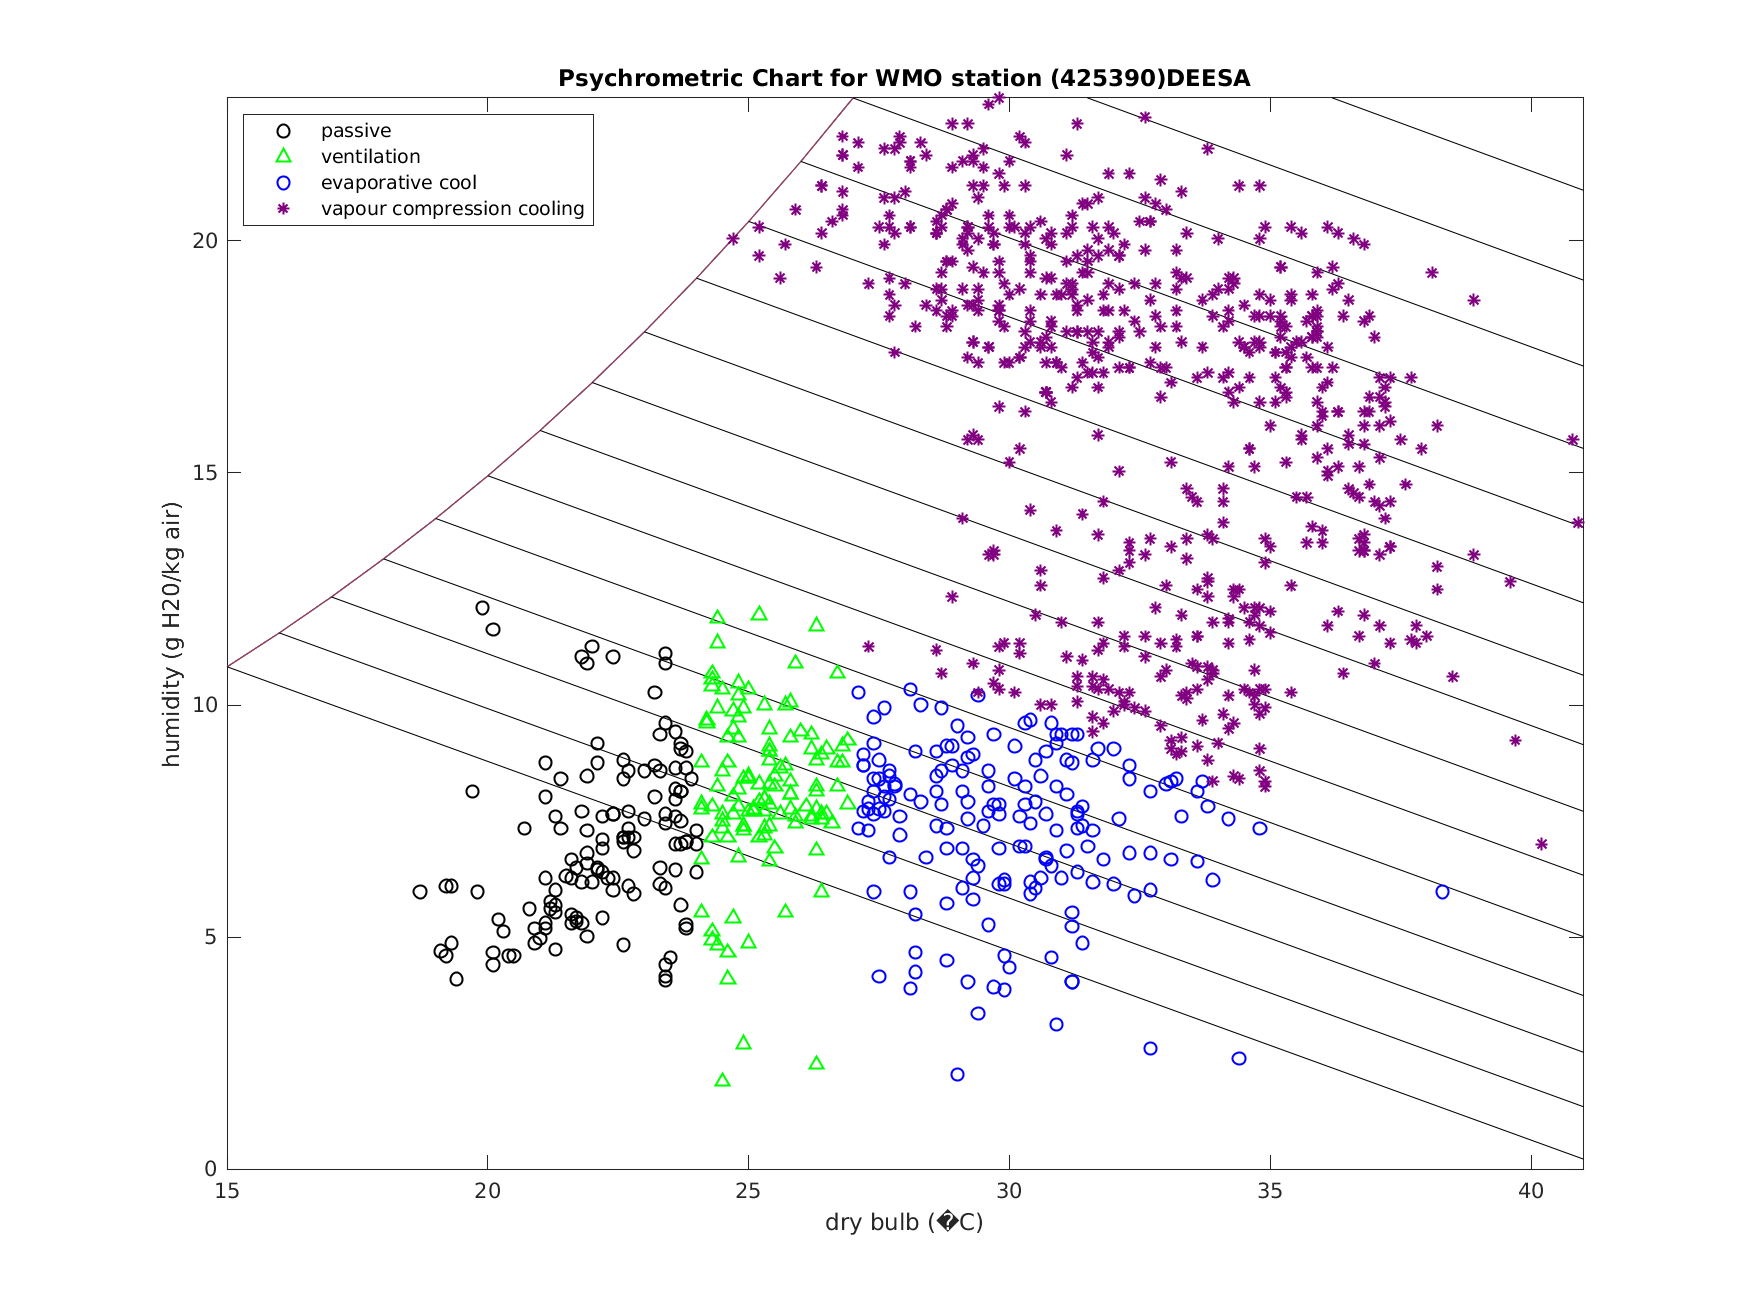 Psychrometric Chart for WMO station (425390)DEESA
passive
ventilation
evaporative cool
vapour compression cooling
humidity (g H20/kg air)
20
15
10
5
0
15 20 25 30 35 40
dry bulb (�C)